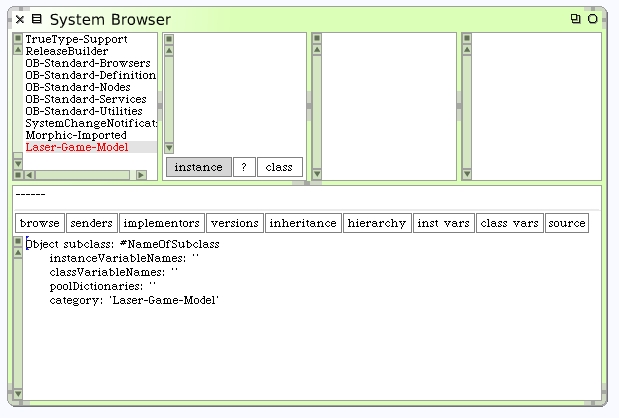 System Browser
TrueType-Support
ReleaseBuilder
OB-Standard-Browsers
OB-Standard-Definition
OB-Standard-Nodes
OB-Standard-Services
OB-Standard-Utilities
SystemChangeNotificat
Morphic-Imported
Laser-Game-Model
instance ? class
------
browse senders implementors versions inheritance hierarchy inst vars class vars source
Object subclass: #NameOfSubclass
instanceVariableNames: ''
classVariableNames: ''
poolDictionaries: ''
category: 'Laser-Game-Model'